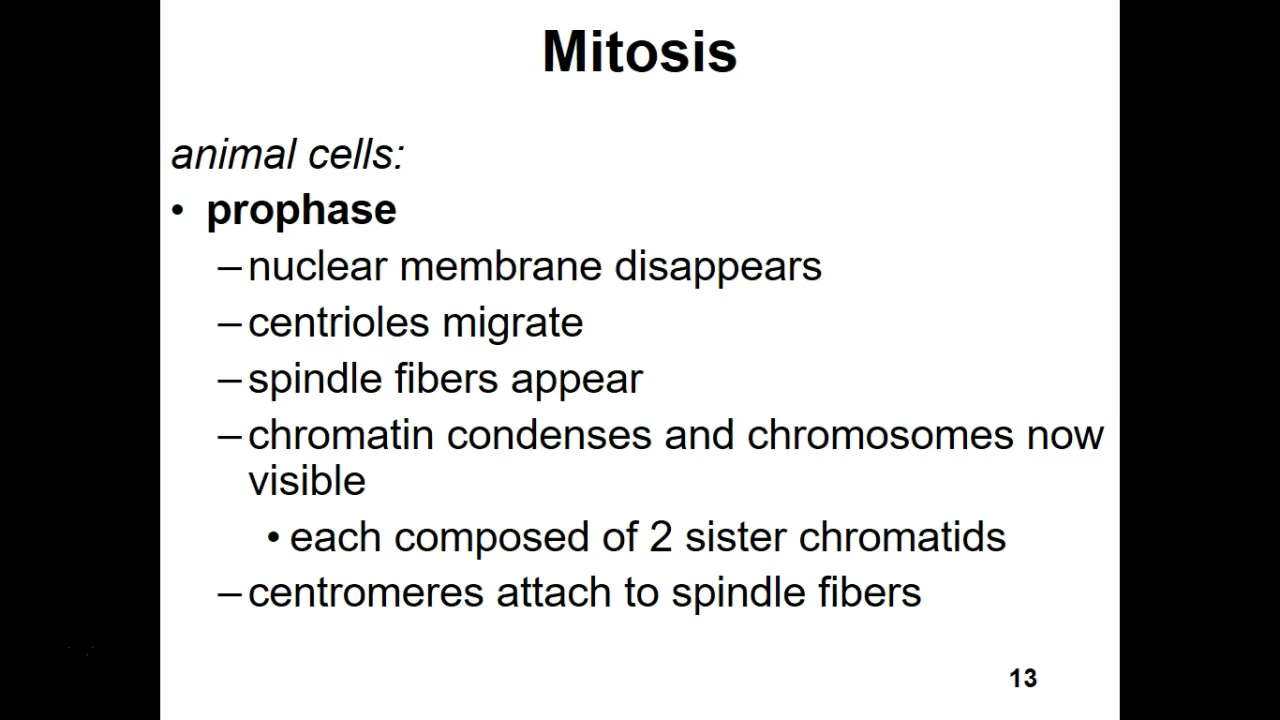 Mitosis
animal cells:
• prophase
–nuclear membrane disappears
–centrioles migrate
–spindle fibers appear
–chromatin condenses and chromosomes now
visible
• each composed of 2 sister chromatids
–centromeres attach to spindle fibers
13